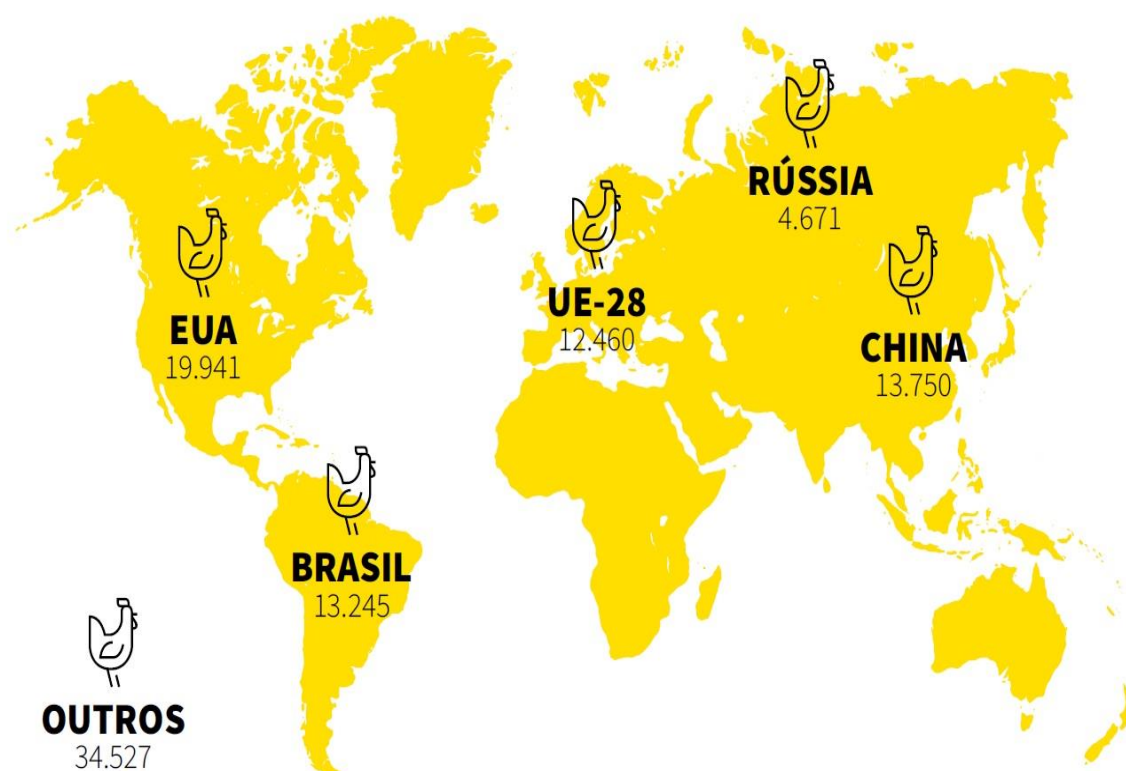 RÚSSIA
4.671
UE-28
12.460
EUA
19.941
CHINA
13.750
BRASIL
13.245
OUTROS
34.527